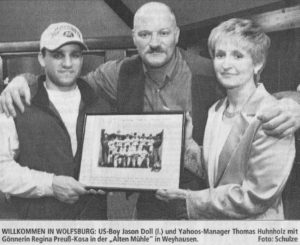 WILLKOMMEN IN WOLFSBURG: US-Boy Jason Doll (l.) und Yahoos-Manager Thomas Huhnholz mit
Gönnerin Regina Preuß-Kosa in der „Alten Mühle" in Weyhausen. Foto: Schulze